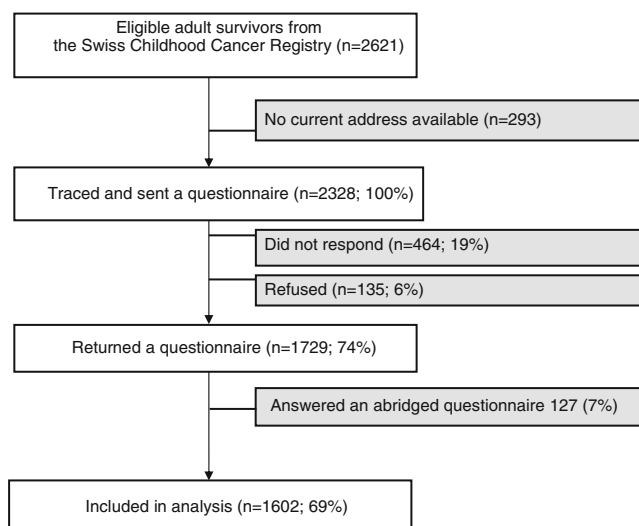 Eligible adult survivors from
the Swiss Childhood Cancer Registry (n=2621)
No current address available (n=293)
Traced and sent a questionnaire (n=2328; 100%)
Did not respond (n=464; 19%)
Refused (n=135; 6%)
Returned a questionnaire (n=1729; 74%)
Answered an abridged questionnaire 127 (7%)
Included in analysis (n=1602; 69%)